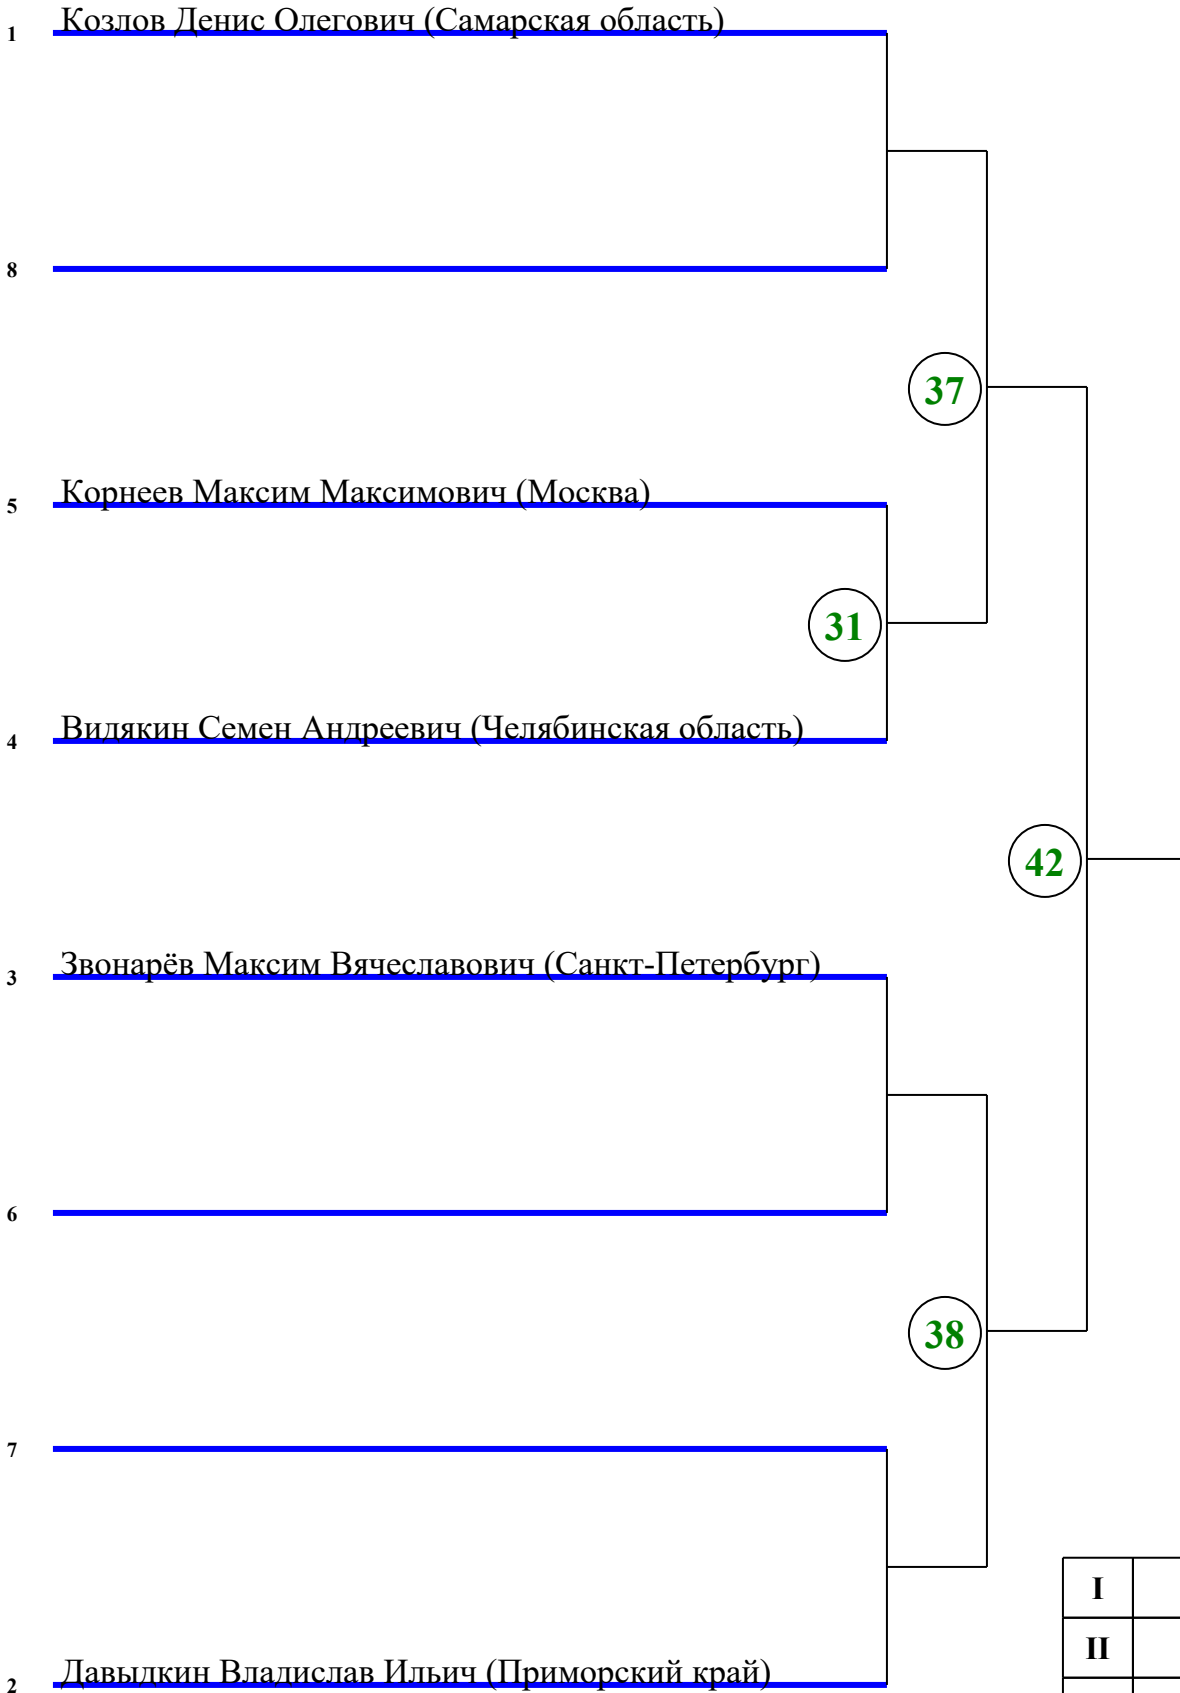 1 Козлов Денис Олегович (Самарская область)
8
37
5 Корнеев Максим Максимович (Москва)
31
4 Видякин Семен Андреевич (Челябинская область)
42
3 Звонарёв Максим Вячеславович (Санкт-Петербург)
6
38
7
I
II
2 Давыдкин Владислав Ильич (Приморский край)